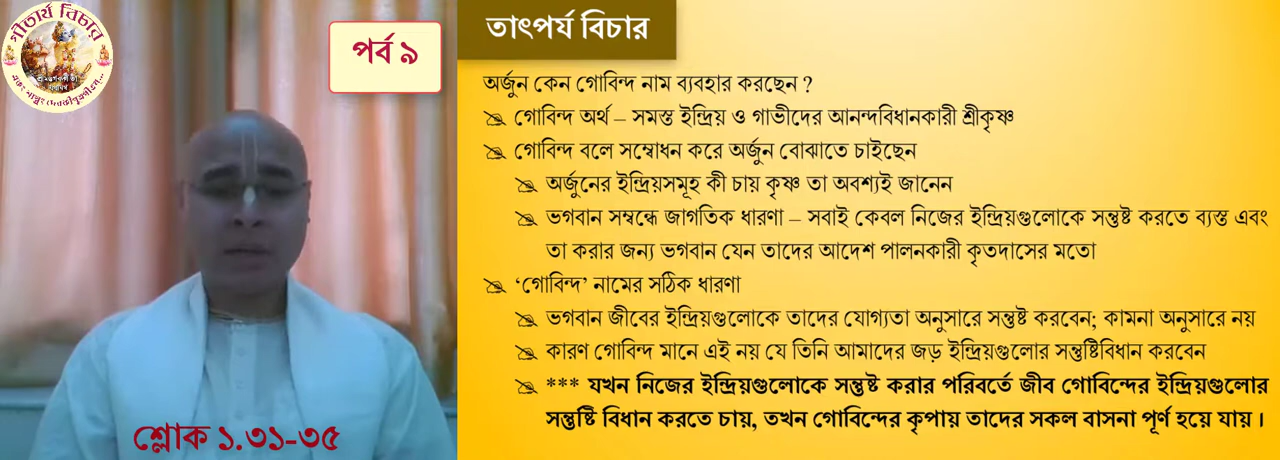 গীতার্থ বিচার
পর্ব ৯
শ্লোক ১.৩১-৩৫
তাৎপর্য বিচার
অর্জুন কেন গোবিন্দ নাম ব্যবহার করছেন ?
গোবিন্দ অর্থ – সমস্ত ইন্দ্রিয় ও গাভীদের আনন্দবিধানকারী শ্রীকৃষ্ণ
গোবিন্দ বলে সম্বোধন করে অর্জুন বোঝাতে চাইছেন
অর্জুনের ইন্দ্রিয়সমূহ কী চায় কৃষ্ণ তা অবশ্যই জানেন
ভগবান সম্বন্ধে জাগতিক ধারণা – সবাই কেবল নিজের ইন্দ্রিয়গুলোকে সন্তুষ্ট করতে ব্যস্ত এবং
তা করার জন্য ভগবান যেন তাদের আদেশ পালনকারী কৃতদাসের মতো
‘গোবিন্দ’ নামের সঠিক ধারণা
ভগবান জীবের ইন্দ্রিয়গুলোকে তাদের যোগ্যতা অনুসারে সন্তুষ্ট করবেন; কামনা অনুসারে নয়
কারণ গোবিন্দ মানে এই নয় যে তিনি আমাদের জড় ইন্দ্রিয়গুলোর সন্তুষ্টিবিধান করবেন
*** যখন নিজের ইন্দ্রিয়গুলোকে সন্তুষ্ট করার পরিবর্তে জীব গোবিন্দের ইন্দ্রিয়গুলোর
সন্তুষ্টি বিধান করতে চায়, তখন গোবিন্দের কৃপায় তাদের সকল বাসনা পূর্ণ হয়ে যায়।